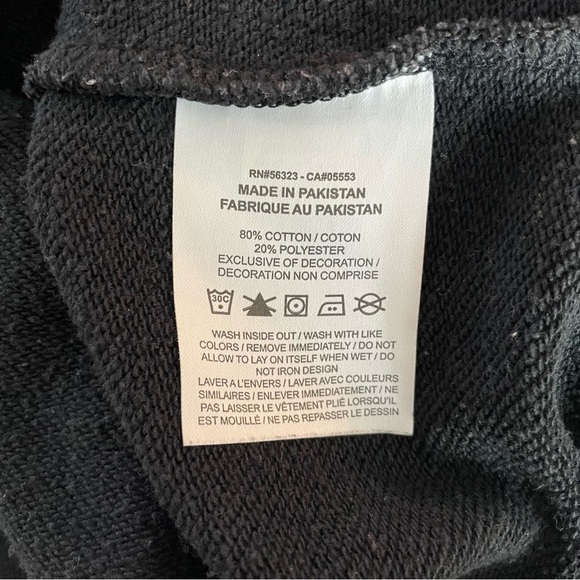 RN#56323 - CA#05553
MADE IN PAKISTAN
FABRIQUE AU PAKISTAN
80% COTTON / COTON
20% POLYESTER
EXCLUSIVE OF DECORATION /
DECORATION NON COMPRISE
30C
WASH INSIDE OUT / WASH WITH LIKE
COLORS / REMOVE IMMEDIATELY / DO NOT
ALLOW TO LAY ON ITSELF WHEN WET / DO
NOT IRON DESIGN
LAVER A L'ENVERS / LAVER AVEC COULEURS
SIMILAIRES / ENLEVER IMMEDIATEMENT / NE
PAS LAISSER LE VÊTEMENT PLIÉ LORSQU'IL
EST MOUILLÉ / NE PAS REPASSER LE DESSIN